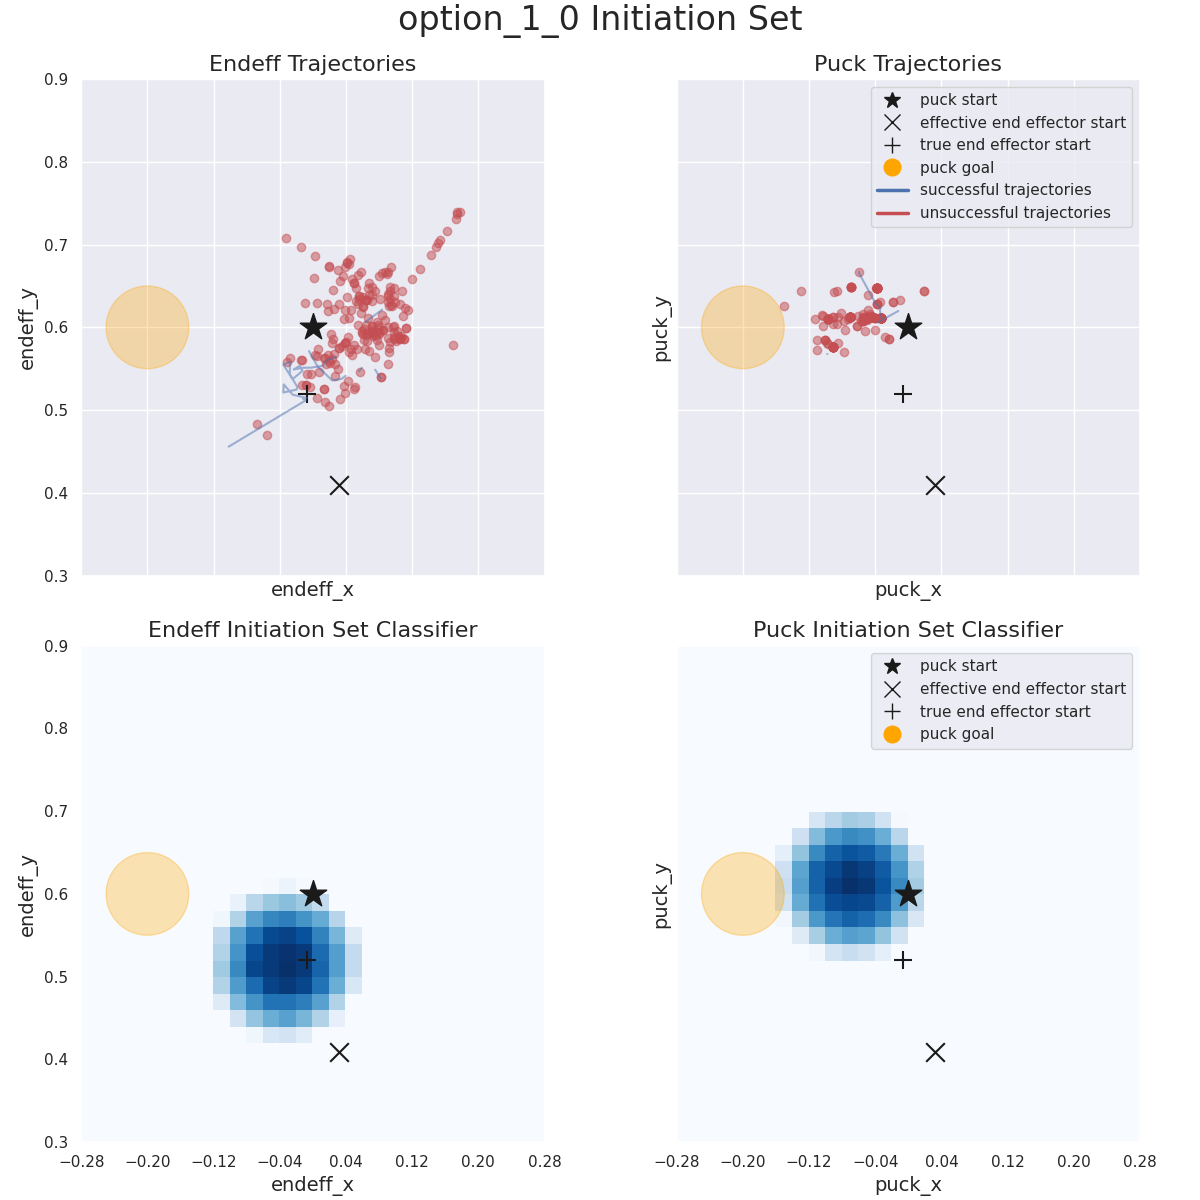 option_1_0 Initiation Set
Endeff Trajectories
Puck Trajectories
0.9
0.8
0.7
0.6
0.5
0.4
0.3
endeff_y
endeff_x
puck_y
puck_x
puck start
effective end effector start
true end effector start
puck goal
successful trajectories
unsuccessful trajectories
Endeff Initiation Set Classifier
Puck Initiation Set Classifier
0.9
0.8
0.7
0.6
0.5
0.4
0.3
endeff_y
−0.28 −0.20 −0.12 −0.04 0.04 0.12 0.20 0.28
endeff_x
puck_y
puck start
effective end effector start
true end effector start
puck goal
−0.28 −0.20 −0.12 −0.04 0.04 0.12 0.20 0.28
puck_x